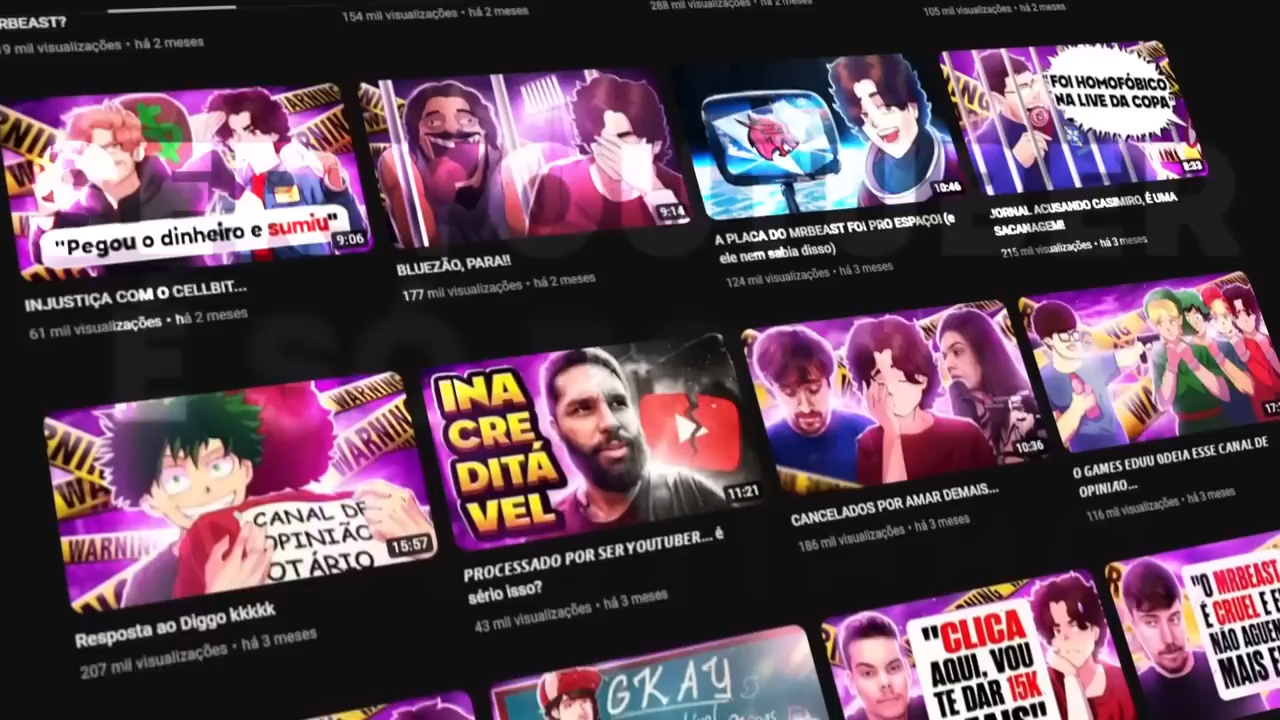 RBEAST?
9 mil visualizações • há 2 meses
154 mil visualizações • há 2 meses
288 mil visualizações • há 2 meses
105 mil visualizações • há 2 meses
"Pegou o dinheiro e sumiu"
9:06
INJUSTIÇA COM O CELLBIT...
61 mil visualizações • há 2 meses
9:14
BLUEZÃO, PARA!!
177 mil visualizações • há 2 meses
10:46
A PLACA DO MRBEAST FOI PRO ESPAÇO! (e
ele nem sabia disso)
124 mil visualizações • há 3 meses
"FOI HOMOFÓBICO
NA LIVE DA COPA"
8:33
JORNAL ACUSANDO CASIMIRO, É UMA
SACANAGEM!
215 mil visualizações • há 3 meses
WARNING
WARNING
WARNING
CANAL DE
OPINIÃO
OTÁRIO
15:57
Resposta ao Diggo kkkkk
207 mil visualizações • há 3 meses
INA
CRE
DITÁ
VEL
11:21
PROCESSADO POR SER YOUTUBER... é
sério isso?
43 mil visualizações • há 3 meses
10:36
CANCELADOS POR AMAR DEMAIS...
186 mil visualizações • há 3 meses
O GAMES EDUU ODEIA ESSE CANAL DE
OPINIÃO...
116 mil visualizações • há 3 meses
GKAY
"CLICA
AQUI, VOU
TE DAR 15K
"O MRBEAST
É CRUEL E
NÃO AGUEN
MAIS